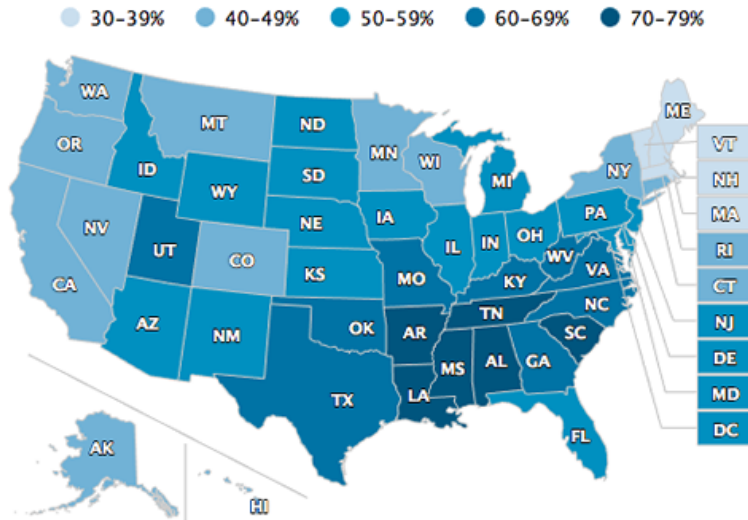 30–39% 40–49% 50–59% 60–69% 70–79%
WA
ME
MT
ND
VT
OR
MN
ID
WI
NY
SD
NH
WY
MI
MA
IA
PA
NE
RI
NV
OH
IL
IN
UT
CO
WV
CA
KS
MO
KY
VA
CT
NC
NJ
TN
AZ
NM
OK
AR
SC
DE
MS
AL
GA
MD
LA
TX
DC
FL
AK
HI